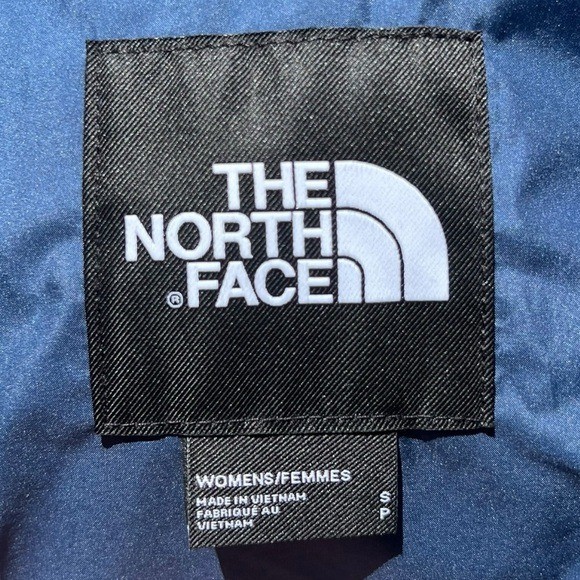 THE
NORTH
® FACE
WOMENS/FEMMES
MADE IN VIETNAM S
FABRIQUÉ AU P
VIETNAM